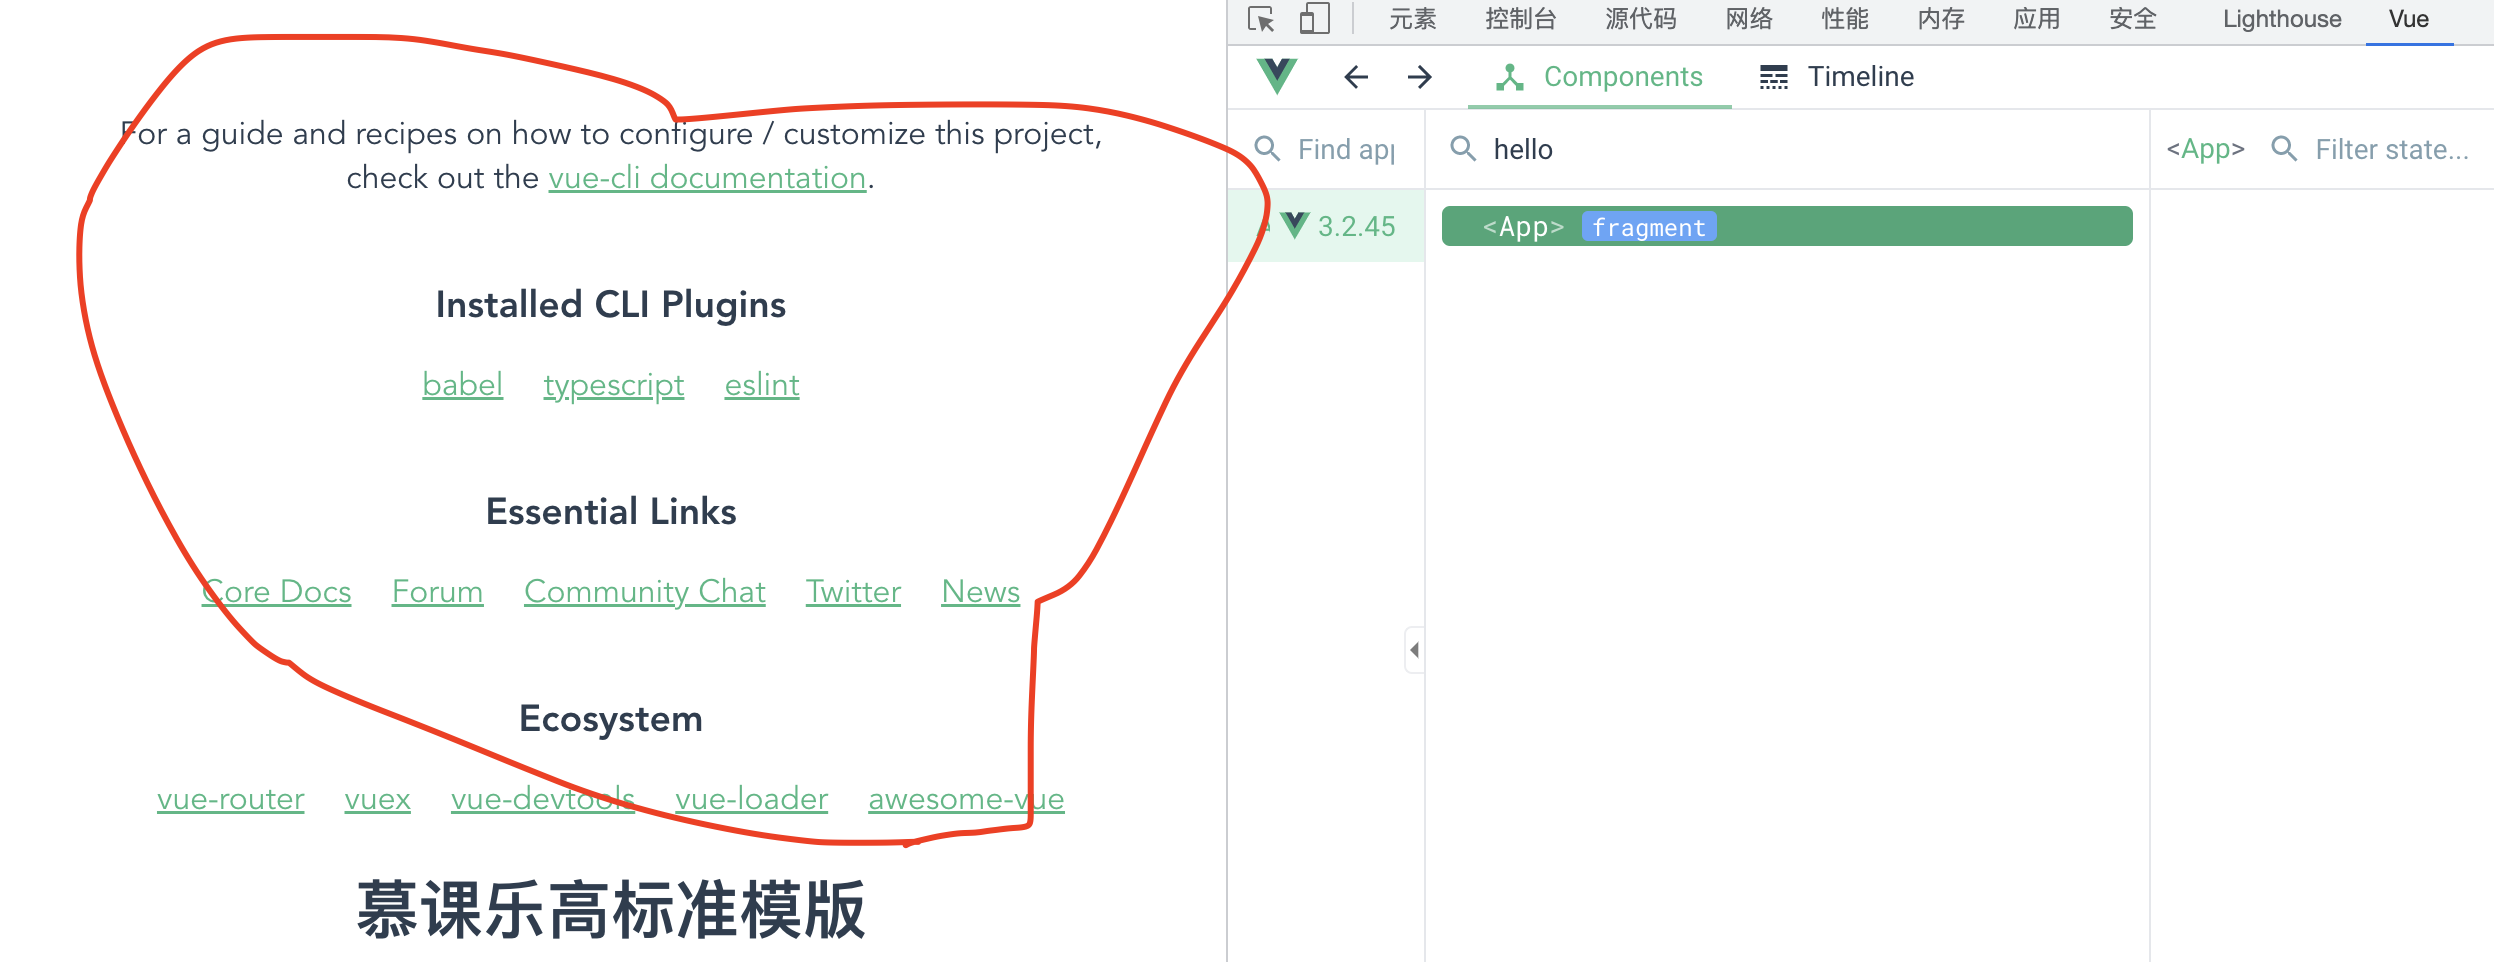 For a guide and recipes on how to configure / customize this project,
check out the vue-cli documentation.
Installed CLI Plugins
babel typescript eslint
Essential Links
Core Docs Forum Community Chat Twitter News
Ecosystem
vue-router vuex vue-devtools vue-loader awesome-vue
慕课乐高标准模版
元素 控制台 源代码 网络 性能 内存 应用 安全 Lighthouse Vue
Components Timeline
Find app hello <App> Filter state...
3.2.45 <App> fragment